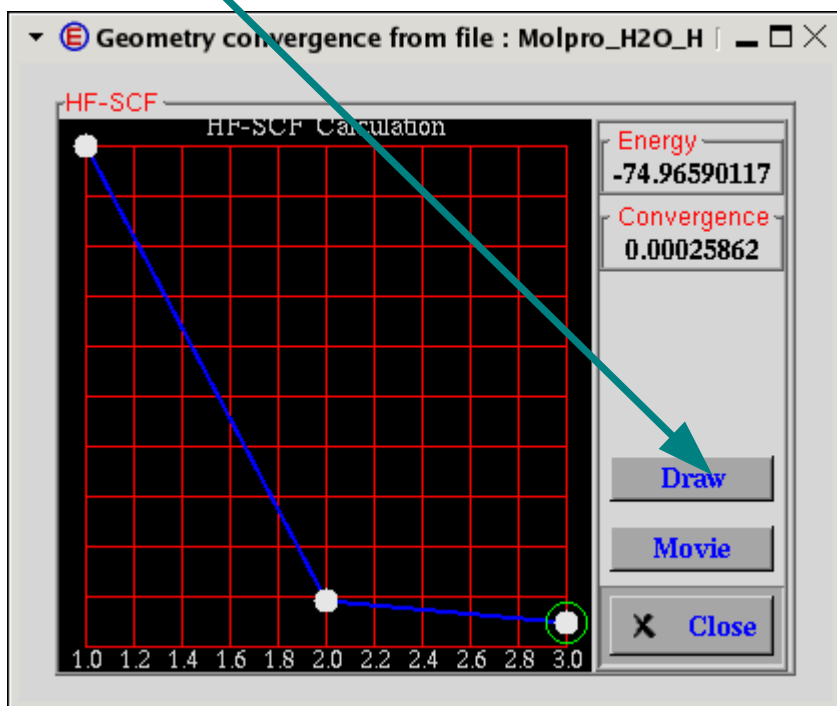 E Geometry convergence from file : Molpro_H2O_H
HF-SCF
HF-SCF Calculation
Energy
-74.96590117
Convergence
0.00025862
Draw
Movie
X Close
1.0 1.2 1.4 1.6 1.8 2.0 2.2 2.4 2.6 2.8 3.0